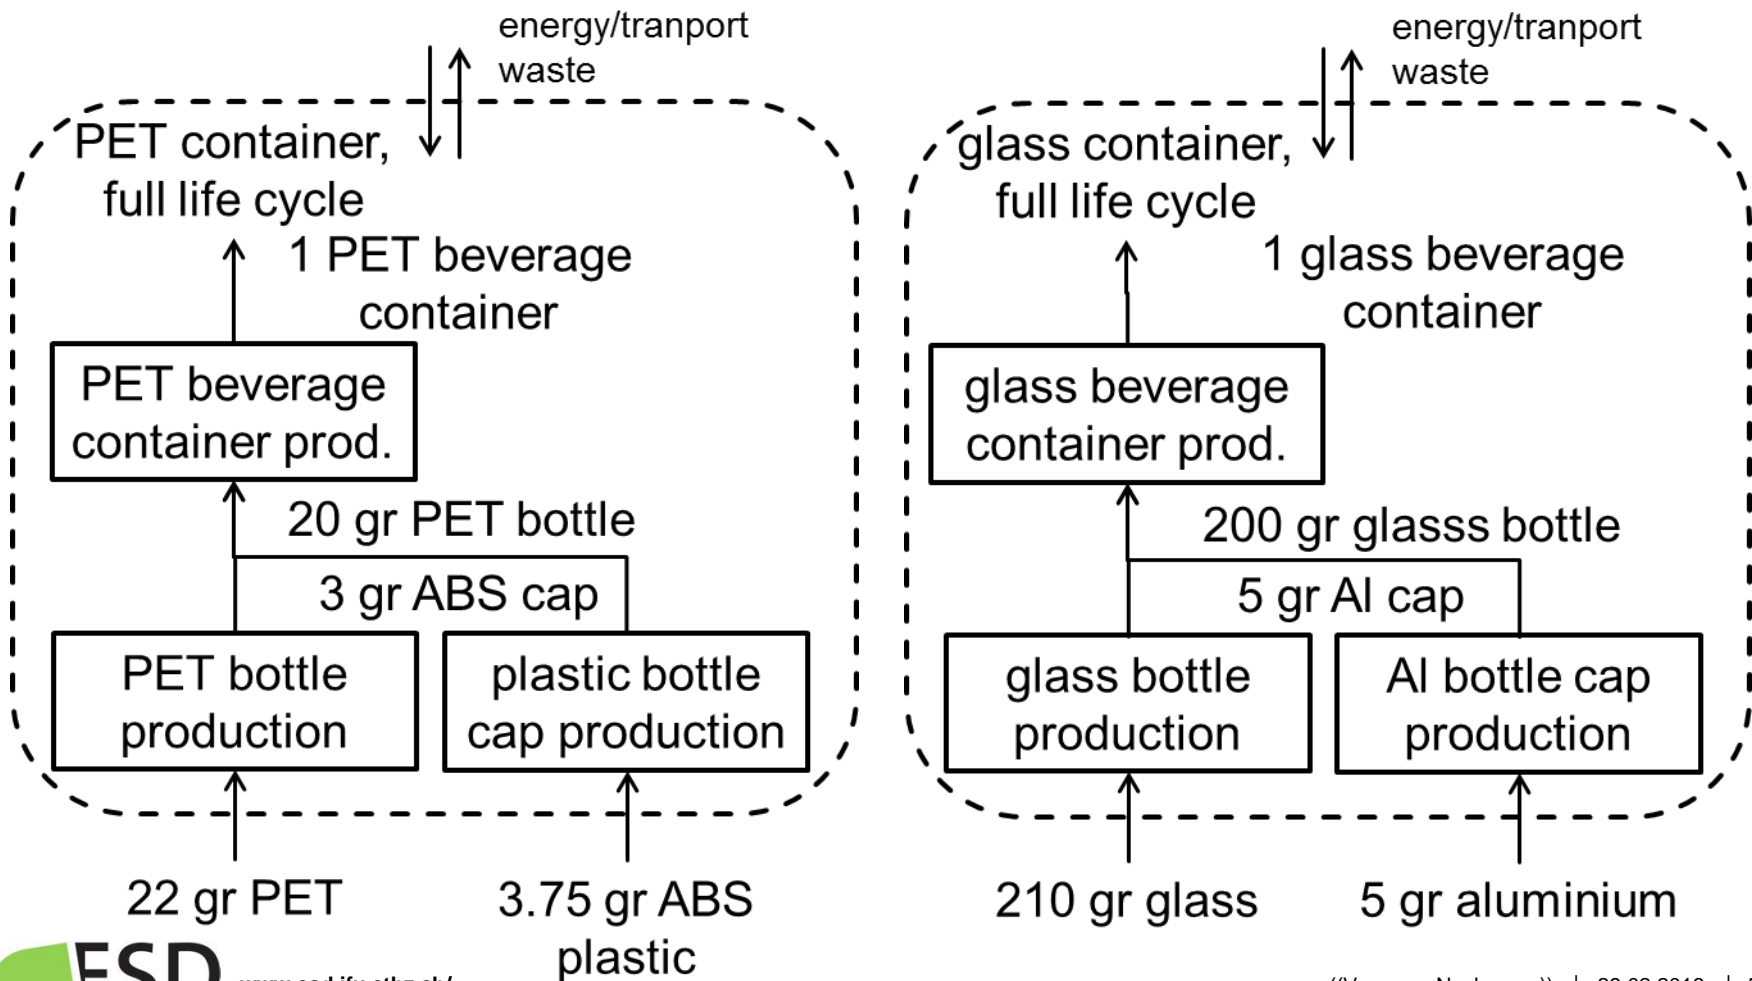 energy/tranport
waste
PET container,
full life cycle
1 PET beverage
container
PET beverage
container prod.
20 gr PET bottle
3 gr ABS cap
PET bottle
production
plastic bottle
cap production
22 gr PET
3.75 gr ABS
plastic
energy/tranport
waste
glass container,
full life cycle
1 glass beverage
container
glass beverage
container prod.
200 gr glasss bottle
5 gr Al cap
glass bottle
production
Al bottle cap
production
210 gr glass
5 gr aluminium
ESD